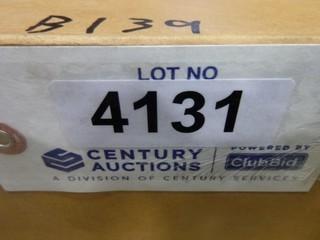 B139
LOT NO
4131
CENTURY AUCTIONS
POWERED BY
ClubBid
A DIVISION OF CENTURY SERVICES